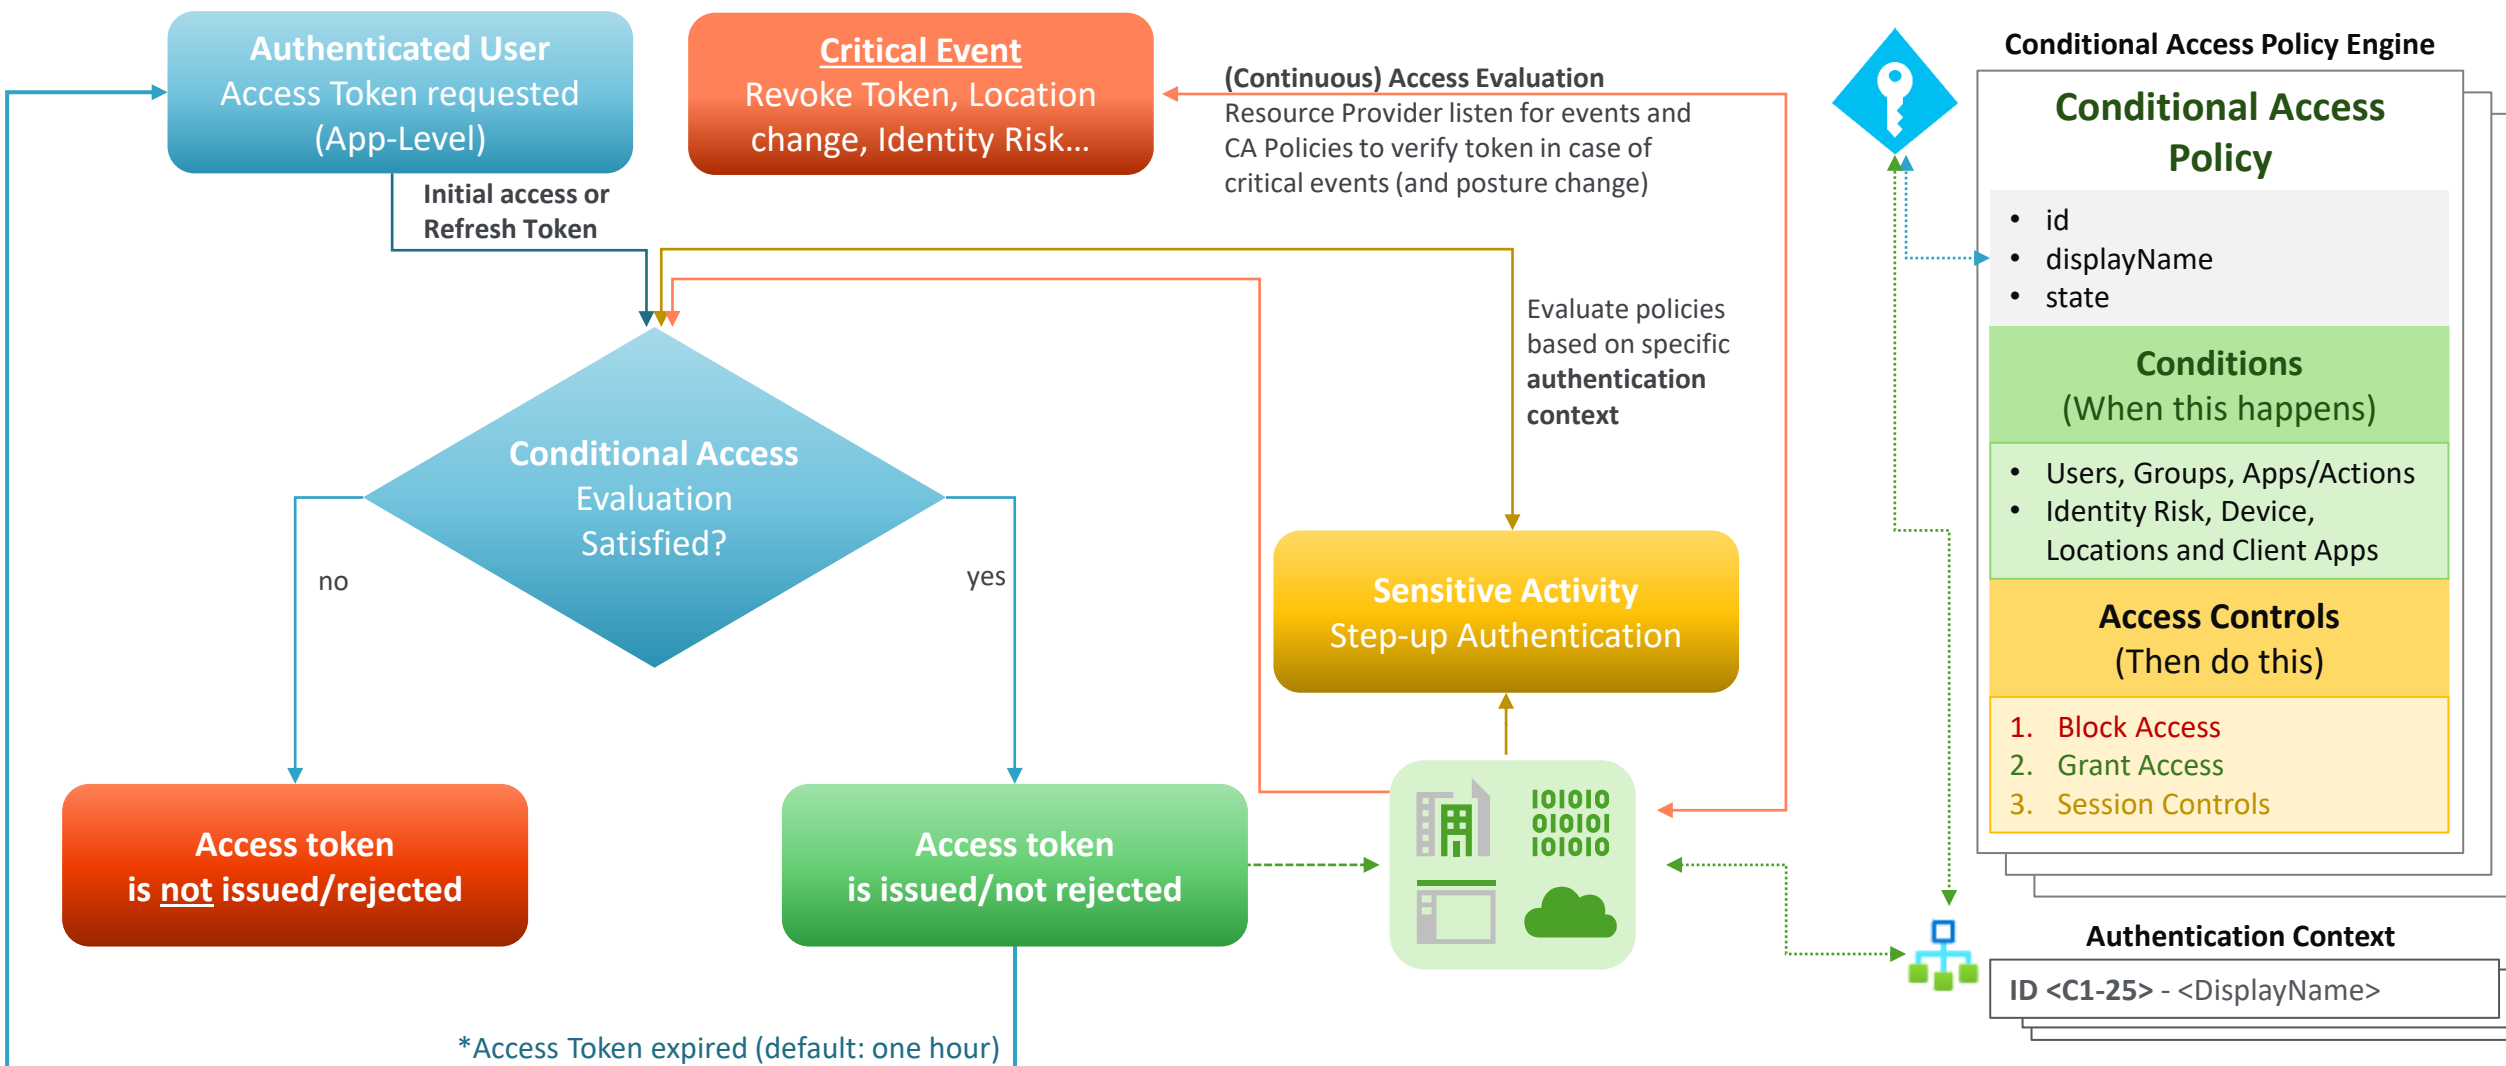 Authenticated User
Access Token requested
(App-Level)
Critical Event
Revoke Token, Location
change, Identity Risk...
(Continuous) Access Evaluation
Resource Provider listen for events and
CA Policies to verify token in case of
critical events (and posture change)
Initial access or
Refresh Token
Evaluate policies
based on specific
authentication
context
Conditional Access
Evaluation
Satisfied?
no
yes
Sensitive Activity
Step-up Authentication
Access token
is not issued/rejected
Access token
is issued/not rejected
IOIOIO
OIOIOI
IOIOIO
*Access Token expired (default: one hour)
Conditional Access Policy Engine
Conditional Access
Policy
• id
• displayName
• state
Conditions
(When this happens)
• Users, Groups, Apps/Actions
• Identity Risk, Device,
Locations and Client Apps
Access Controls
(Then do this)
1. Block Access
2. Grant Access
3. Session Controls
Authentication Context
ID <C1-25> - <DisplayName>